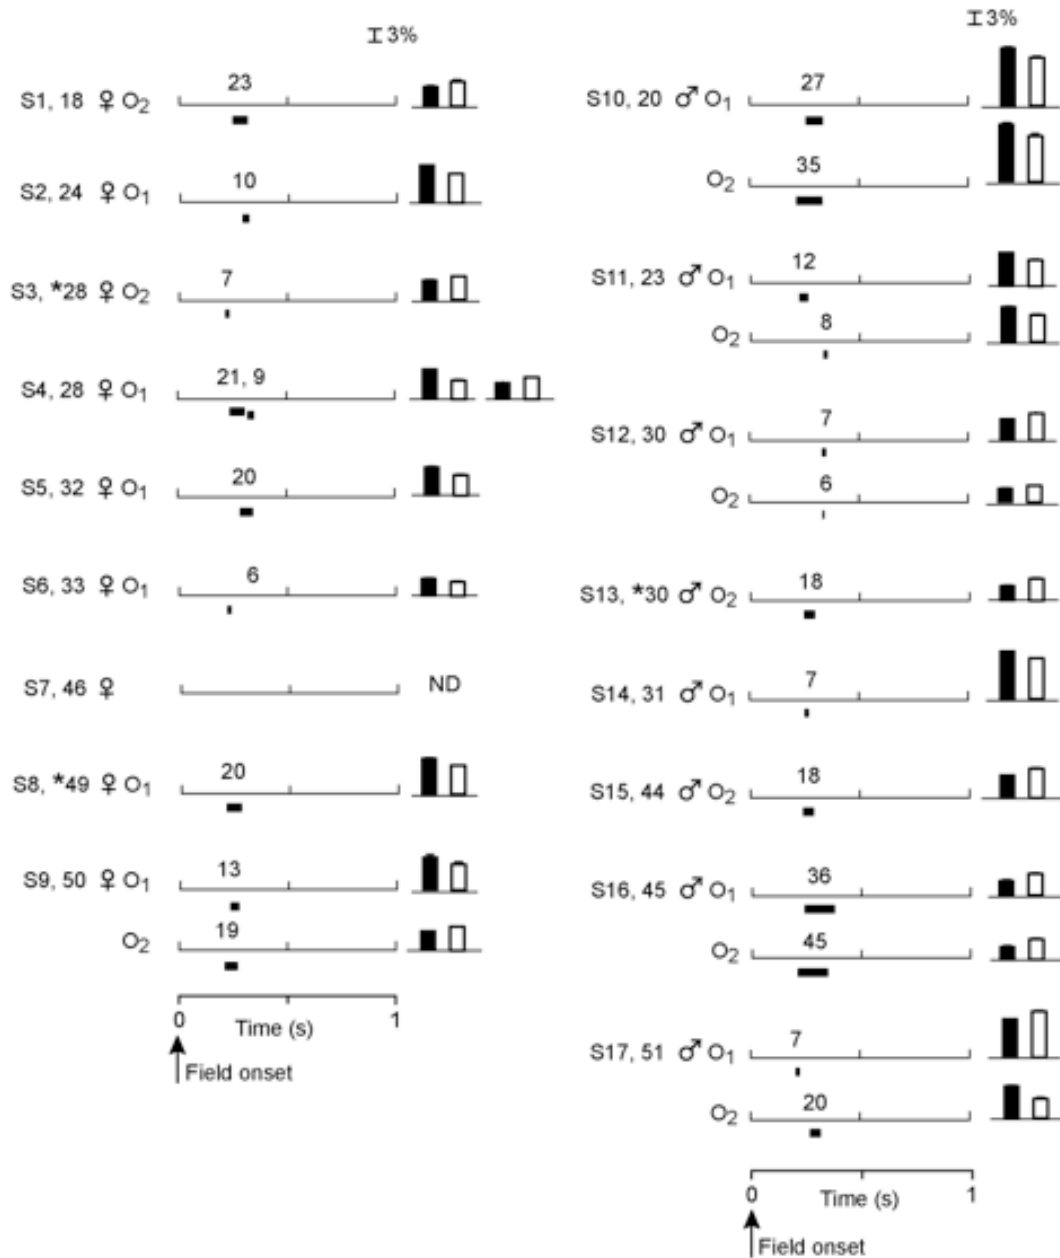 3%
23
S1, 18 ♀ O2
10
S2, 24 ♀ O1
7
S3, *28 ♀ O2
21, 9
S4, 28 ♀ O1
20
S5, 32 ♀ O1
6
S6, 33 ♀ O1
S7, 46 ♀
ND
20
S8, *49 ♀ O1
13
S9, 50 ♀ O1
19
O2
0
Time (s)
1
Field onset
3%
27
S10, 20 ♂ O1
35
O2
12
S11, 23 ♂ O1
8
O2
7
S12, 30 ♂ O1
6
O2
18
S13, *30 ♂ O2
7
S14, 31 ♂ O1
18
S15, 44 ♂ O2
36
S16, 45 ♂ O1
45
O2
7
S17, 51 ♂ O1
20
O2
0
Time (s)
1
Field onset